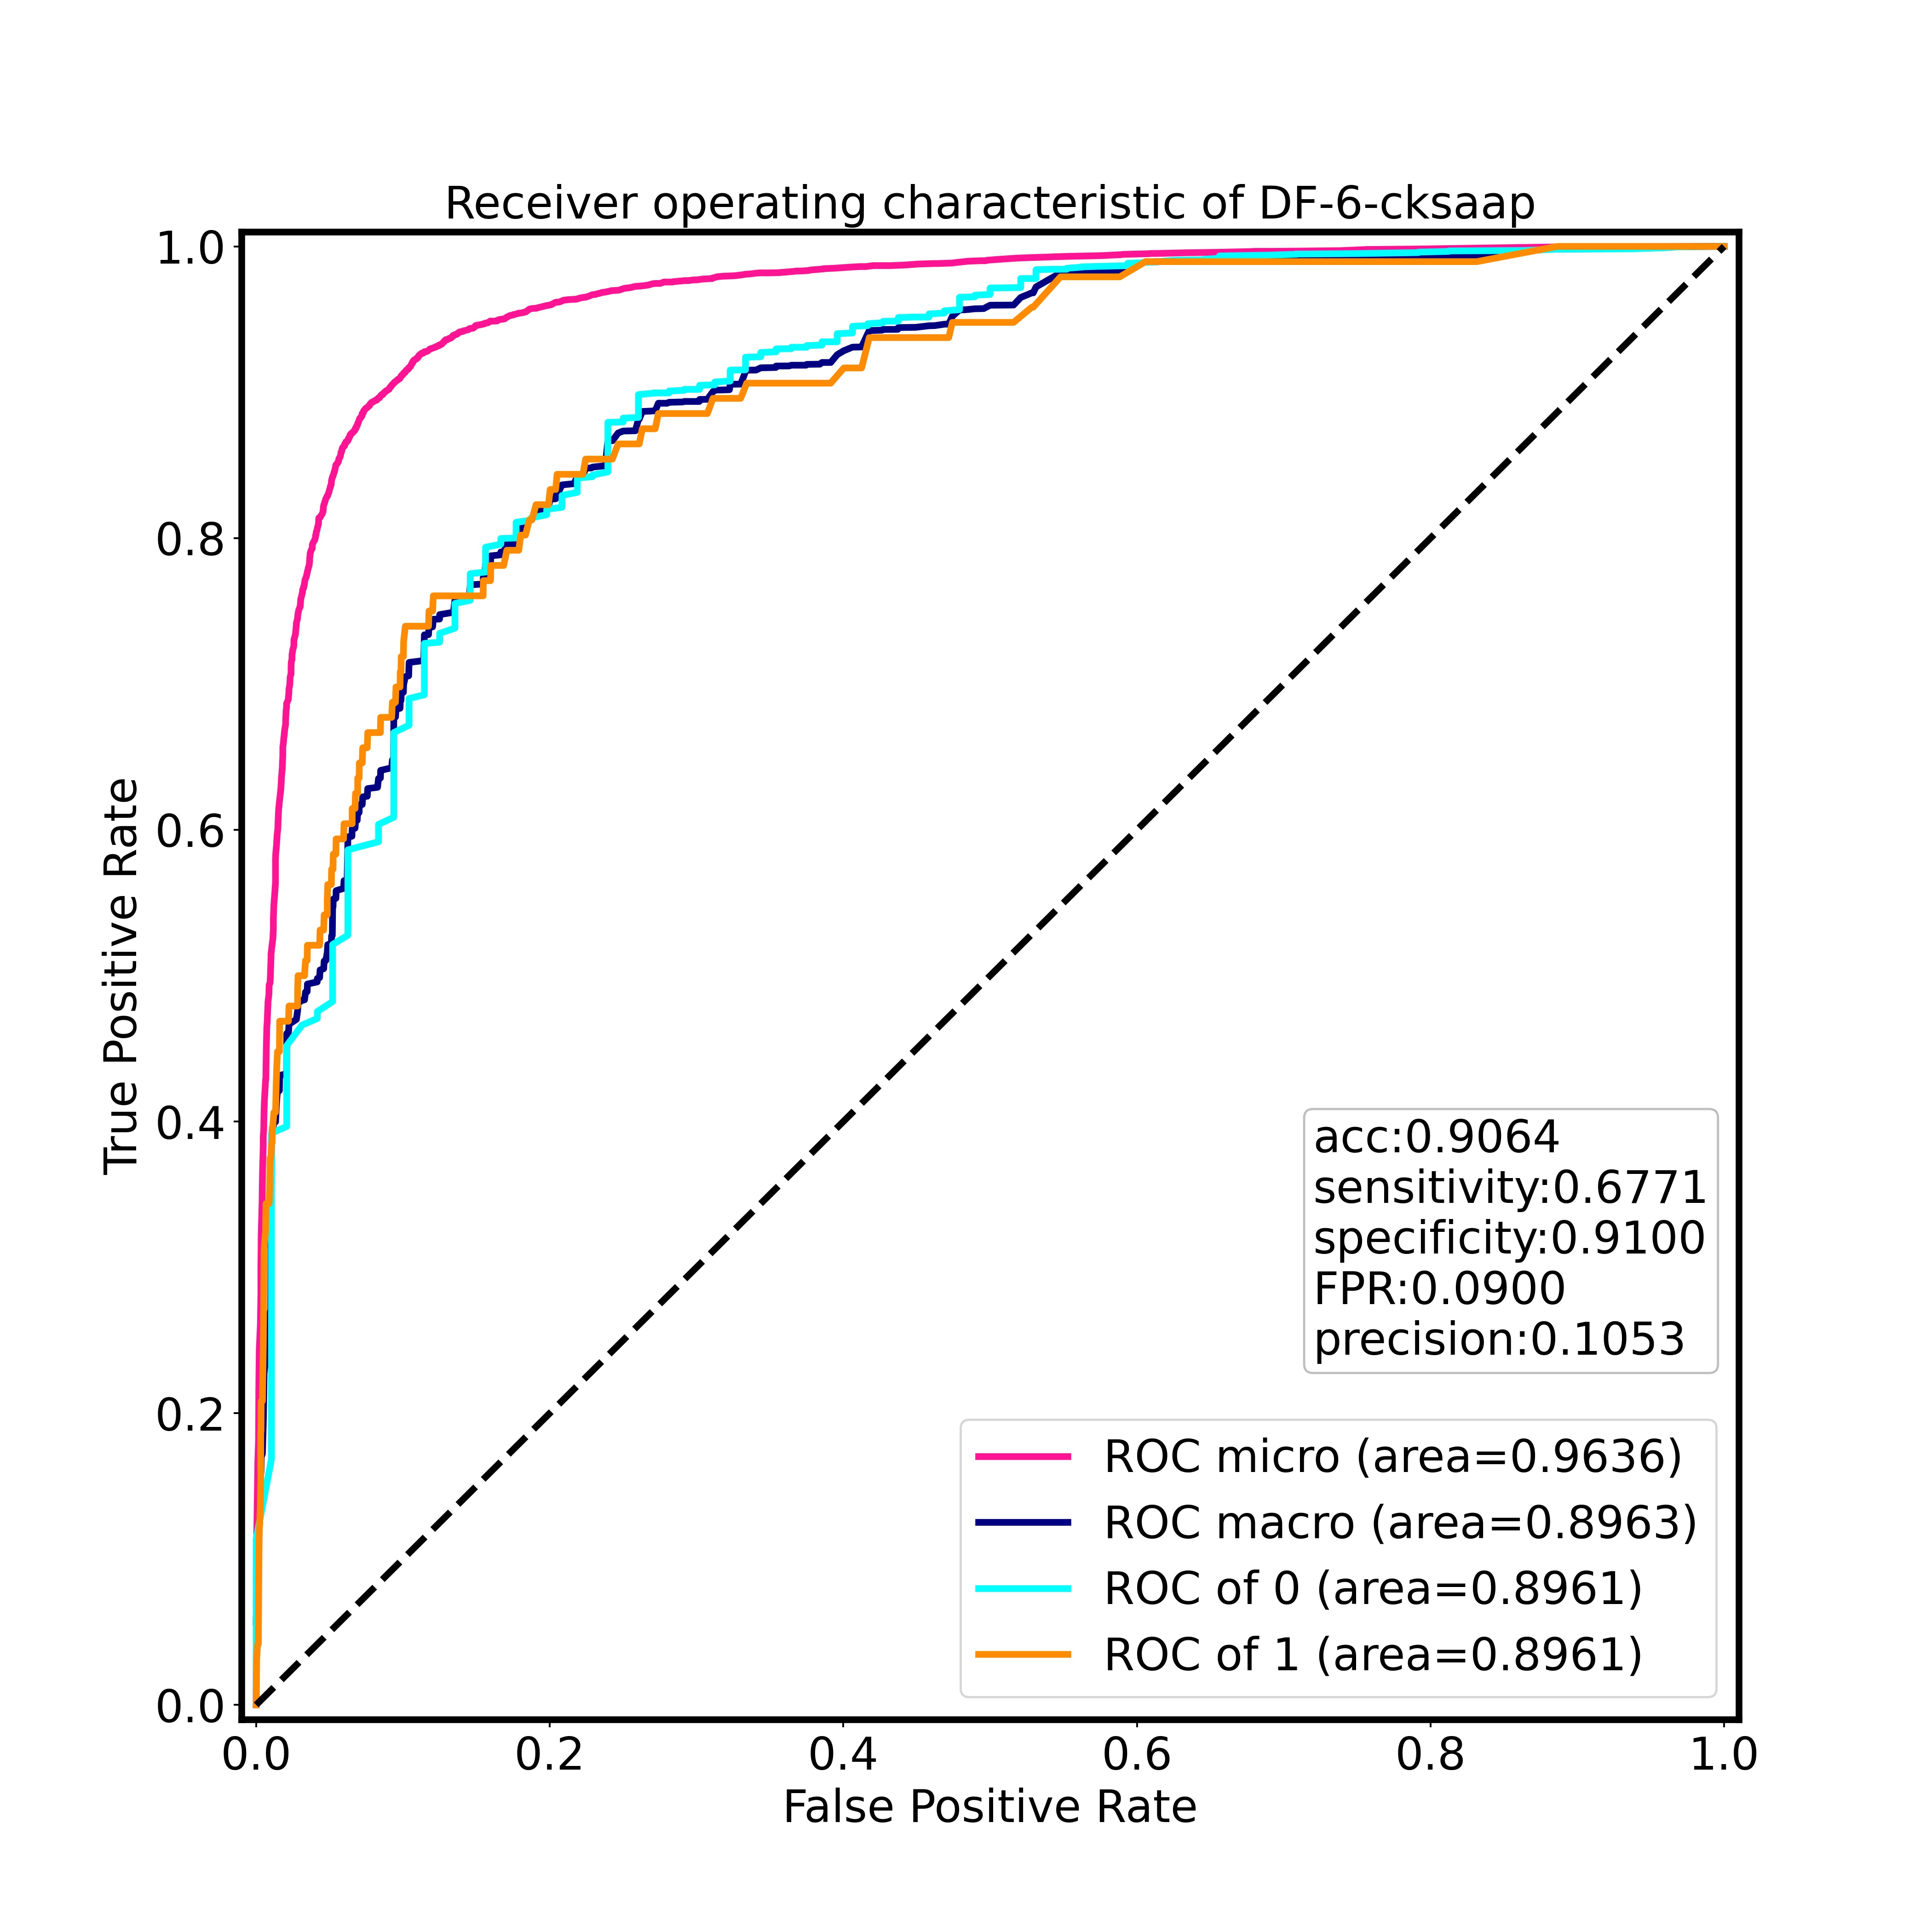 Receiver operating characteristic of DF-6-cksaap
1.0
0.8
0.6
0.4
0.2
0.0
True Positive Rate
acc:0.9064
sensitivity:0.6771
specificity:0.9100
FPR:0.0900
precision:0.1053
ROC micro (area=0.9636)
ROC macro (area=0.8963)
ROC of 0 (area=0.8961)
ROC of 1 (area=0.8961)
0.0 0.2 0.4 0.6 0.8 1.0
False Positive Rate